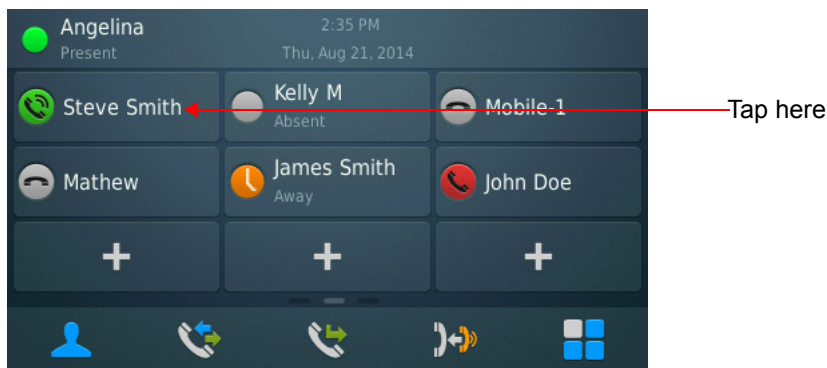 Angelina
Present
2:35 PM
Thu, Aug 21, 2014
Steve Smith
Kelly M
Absent
Mobile-1
Tap here
Mathew
James Smith
Away
John Doe